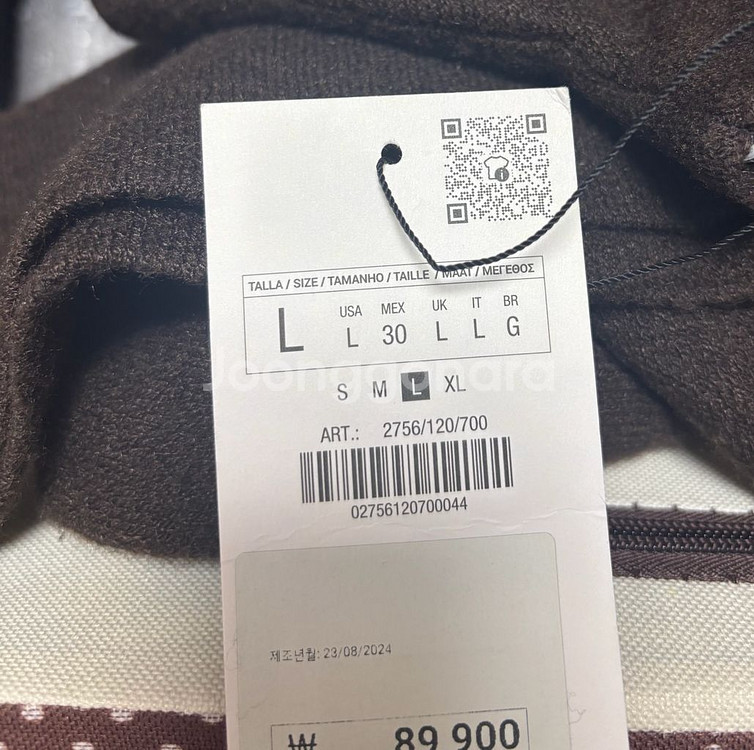 TALLA / SIZE / TAMANHO / TAILLE / MAAT / ΜΕΓΕΘΟΣ
L USA MEX UK IT BR
L 30 L L G
S M L XL
Joonggonara
ART.: 2756/120/700
02756120700044
제조년월: 23/08/2024
₩ 89,900